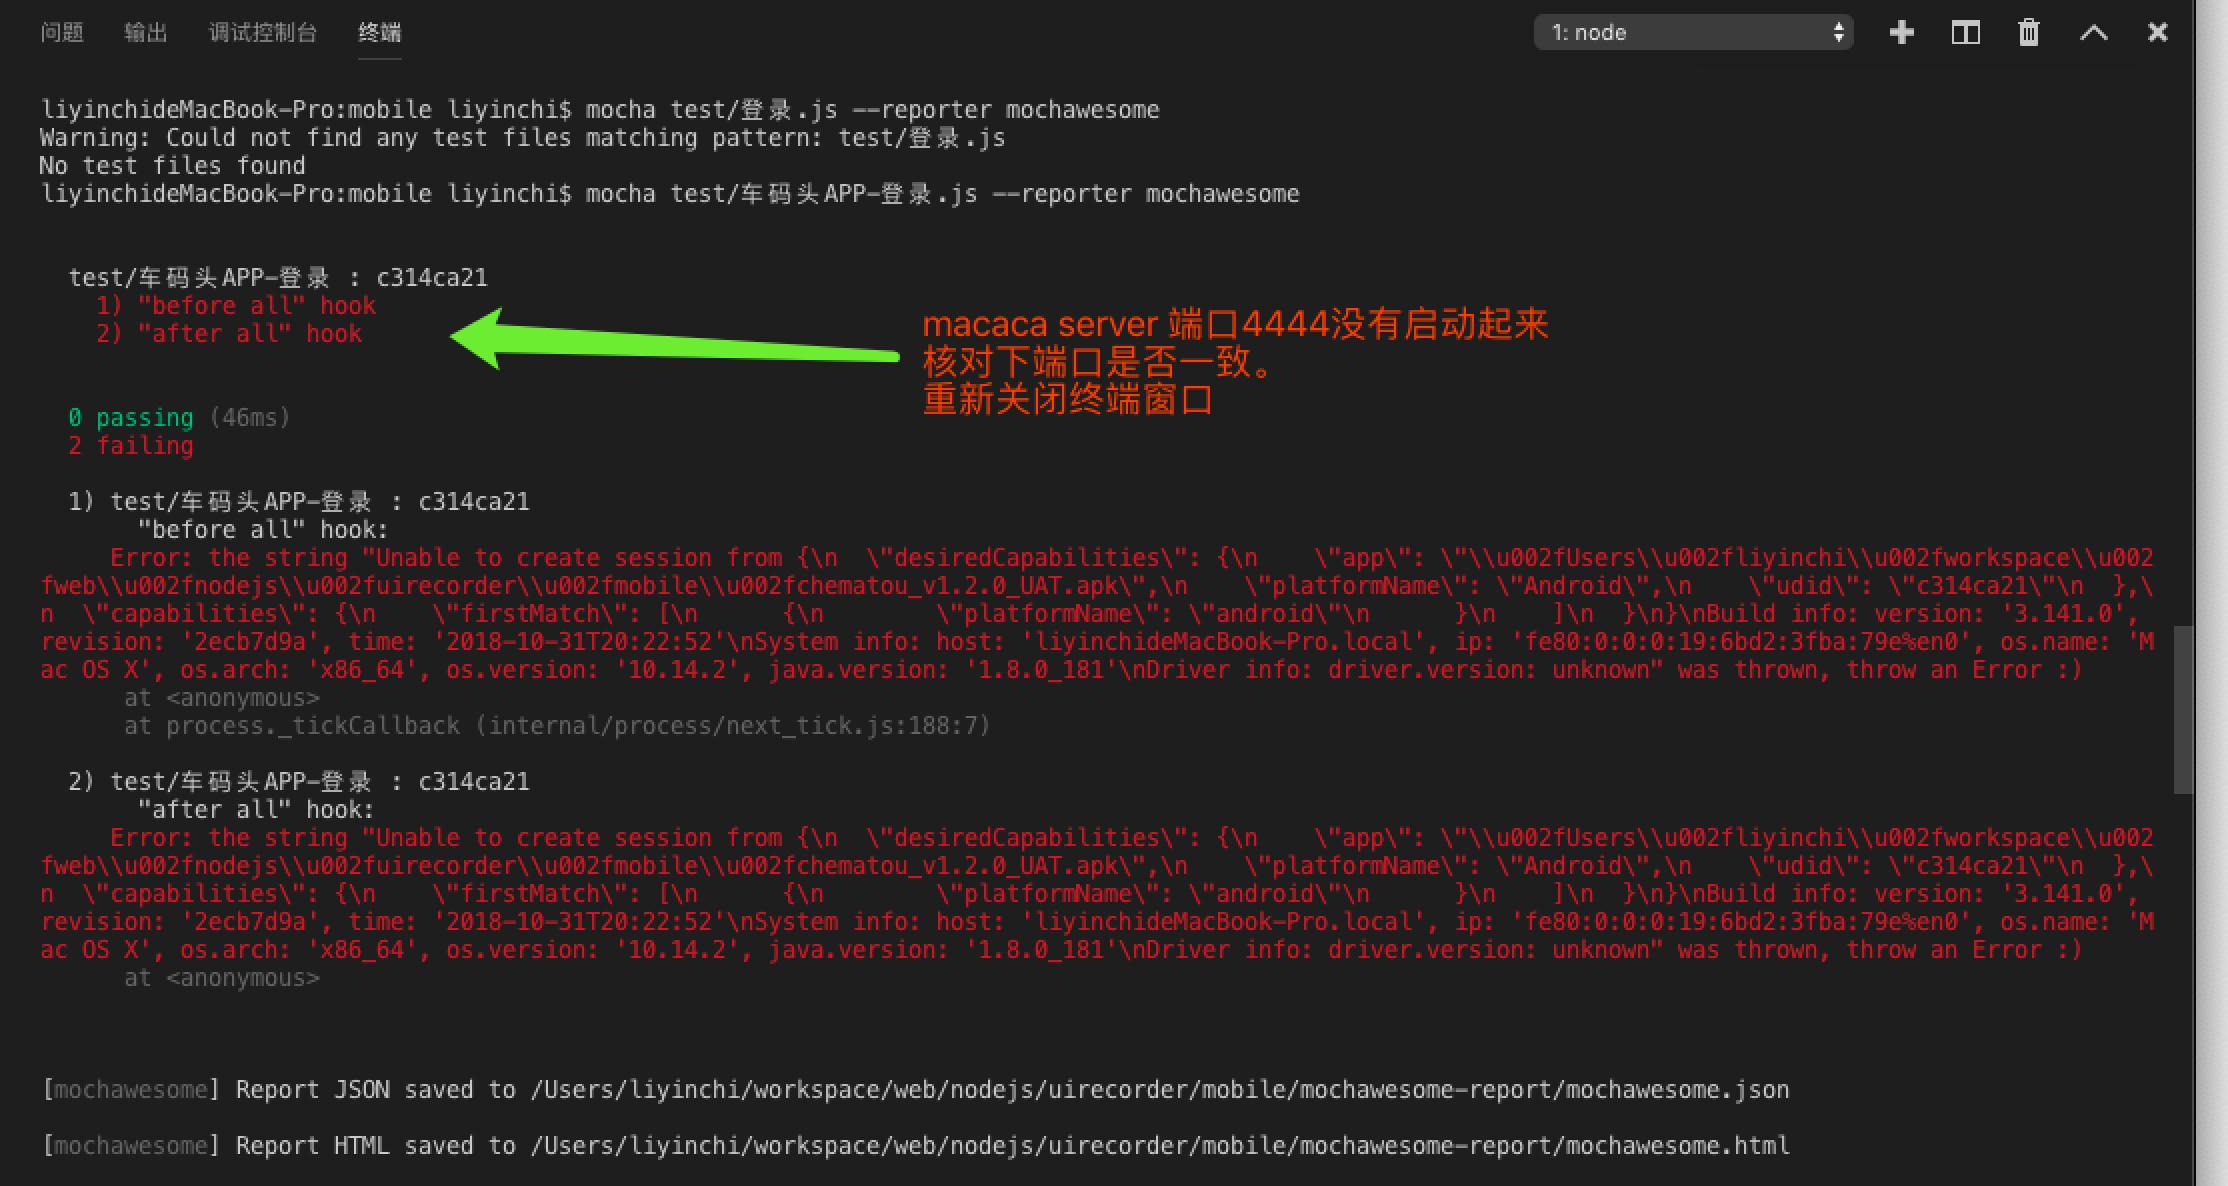 问题 输出 调试控制台 终端 1: node
liyinchideMacBook-Pro:mobile liyinchi$ mocha test/登录.js --reporter mochawesome
Warning: Could not find any test files matching pattern: test/登录.js
No test files found
liyinchideMacBook-Pro:mobile liyinchi$ mocha test/车码头APP-登录.js --reporter mochawesome
test/车码头APP-登录 : c314ca21
1) "before all" hook
2) "after all" hook
macaca server 端口4444没有启动起来
核对下端口是否一致。
重新关闭终端窗口
0 passing (46ms)
2 failing
1) test/车码头APP-登录 : c314ca21
"before all" hook:
Error: the string "Unable to create session from {\n  \"desiredCapabilities\": {\n    \"app\": \"\\u002fUsers\\u002fliyinchi\\u002fworkspace\\u002
fweb\\u002fnodejs\\u002fuirecorder\\u002fmobile\\u002fchematou_v1.2.0_UAT.apk\",\n    \"platformName\": \"Android\",\n    \"udid\": \"c314ca21\"\n  },\
n  \"capabilities\": {\n    \"firstMatch\": [\n      {\n        \"platformName\": \"android\"\n      }\n    ]\n  }\n}\nBuild info: version: '3.141.0',
revision: '2ecb7d9a', time: '2018-10-31T20:22:52'\nSystem info: host: 'liyinchideMacBook-Pro.local', ip: 'fe80:0:0:0:19:6bd2:3fba:79e%en0', os.name: 'M
ac OS X', os.arch: 'x86_64', os.version: '10.14.2', java.version: '1.8.0_181'\nDriver info: driver.version: unknown" was thrown, throw an Error :)
at <anonymous>
at process._tickCallback (internal/process/next_tick.js:188:7)
2) test/车码头APP-登录 : c314ca21
"after all" hook:
Error: the string "Unable to create session from {\n  \"desiredCapabilities\": {\n    \"app\": \"\\u002fUsers\\u002fliyinchi\\u002fworkspace\\u002
fweb\\u002fnodejs\\u002fuirecorder\\u002fmobile\\u002fchematou_v1.2.0_UAT.apk\",\n    \"platformName\": \"Android\",\n    \"udid\": \"c314ca21\"\n  },\
n  \"capabilities\": {\n    \"firstMatch\": [\n      {\n        \"platformName\": \"android\"\n      }\n    ]\n  }\n}\nBuild info: version: '3.141.0',
revision: '2ecb7d9a', time: '2018-10-31T20:22:52'\nSystem info: host: 'liyinchideMacBook-Pro.local', ip: 'fe80:0:0:0:19:6bd2:3fba:79e%en0', os.name: 'M
ac OS X', os.arch: 'x86_64', os.version: '10.14.2', java.version: '1.8.0_181'\nDriver info: driver.version: unknown" was thrown, throw an Error :)
at <anonymous>
[mochawesome] Report JSON saved to /Users/liyinchi/workspace/web/nodejs/uirecorder/mobile/mochawesome-report/mochawesome.json
[mochawesome] Report HTML saved to /Users/liyinchi/workspace/web/nodejs/uirecorder/mobile/mochawesome-report/mochawesome.html